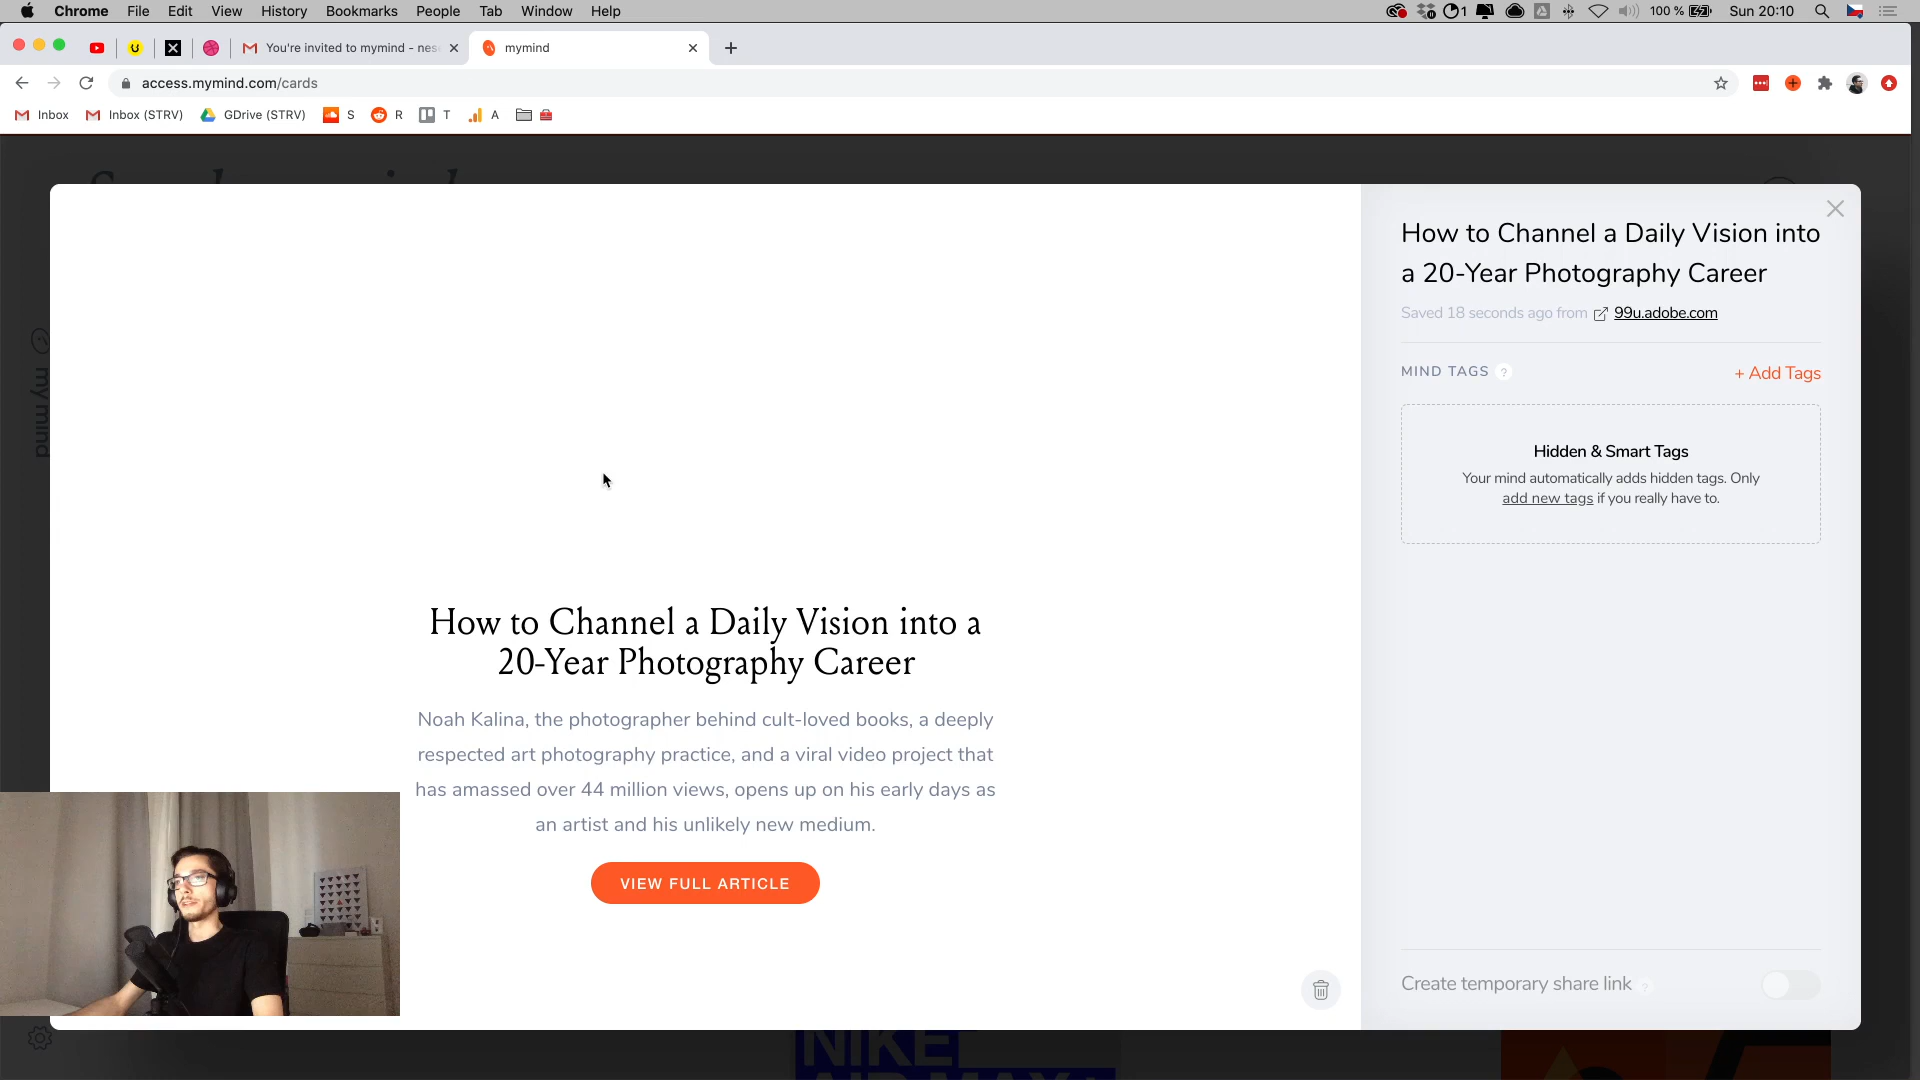 Chrome File Edit View History Bookmarks People Tab Window Help
1 100 % Sun 20:10
You're invited to mymind - nes
mymind
access.mymind.com/cards
Inbox Inbox (STRV) GDrive (STRV) S R T A
my mind
How to Channel a Daily Vision into a
20-Year Photography Career
Noah Kalina, the photographer behind cult-loved books, a deeply
respected art photography practice, and a viral video project that
has amassed over 44 million views, opens up on his early days as
an artist and his unlikely new medium.
VIEW FULL ARTICLE
How to Channel a Daily Vision into
a 20-Year Photography Career
Saved 18 seconds ago from 99u.adobe.com
MIND TAGS ?
+ Add Tags
Hidden & Smart Tags
Your mind automatically adds hidden tags. Only
add new tags if you really have to.
Create temporary share link ?
NIKE